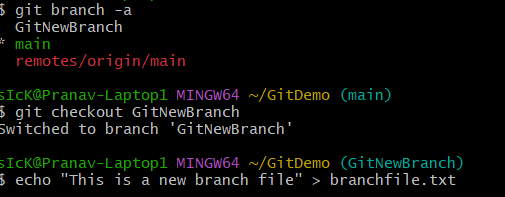 $ git branch -a
GitNewBranch
* main
remotes/origin/main
sIcK@Pranav-Laptop1 MINGW64 ~/GitDemo (main)
$ git checkout GitNewBranch
Switched to branch 'GitNewBranch'
sIcK@Pranav-Laptop1 MINGW64 ~/GitDemo (GitNewBranch)
$ echo "This is a new branch file" > branchfile.txt